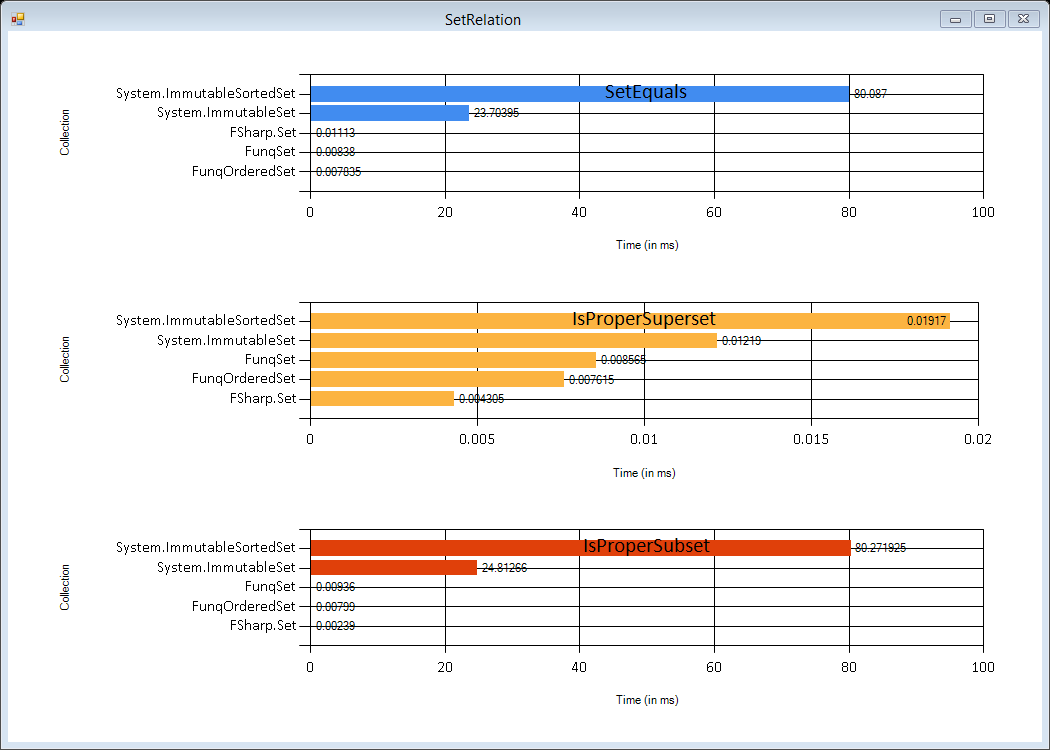 SetRelation
SetEquals
Collection
System.ImmutableSortedSet 80.087
System.ImmutableSet 23.70395
FSharp.Set 0.01113
FunqSet 0.00838
FunqOrderedSet 0.007835
0 20 40 60 80 100
Time (in ms)
IsProperSuperset
Collection
System.ImmutableSortedSet 0.01917
System.ImmutableSet 0.01219
FunqSet 0.008565
FunqOrderedSet 0.007615
FSharp.Set 0.004305
0 0.005 0.01 0.015 0.02
Time (in ms)
IsProperSubset
Collection
System.ImmutableSortedSet 80.271925
System.ImmutableSet 24.81266
FunqSet 0.00936
FunqOrderedSet 0.00799
FSharp.Set 0.00239
0 20 40 60 80 100
Time (in ms)